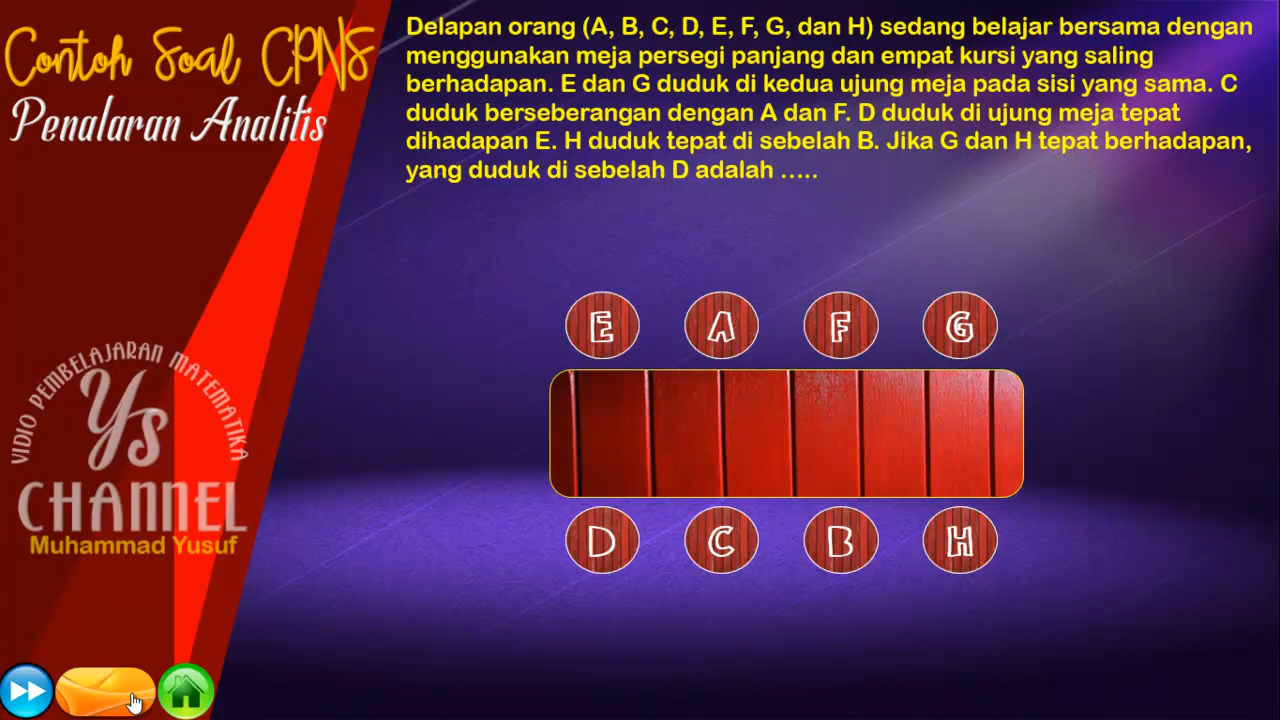 Contoh Soal CPNS
Penalaran Analitis
Delapan orang (A, B, C, D, E, F, G, dan H) sedang belajar bersama dengan
menggunakan meja persegi panjang dan empat kursi yang saling
berhadapan. E dan G duduk di kedua ujung meja pada sisi yang sama. C
duduk berseberangan dengan A dan F. D duduk di ujung meja tepat
dihadapan E. H duduk tepat di sebelah B. Jika G dan H tepat berhadapan,
yang duduk di sebelah D adalah .....
E A F G
D C B H
VIDIO PEMBELAJARAN MATEMATIKA
Ys
CHANNEL
Muhammad Yusuf